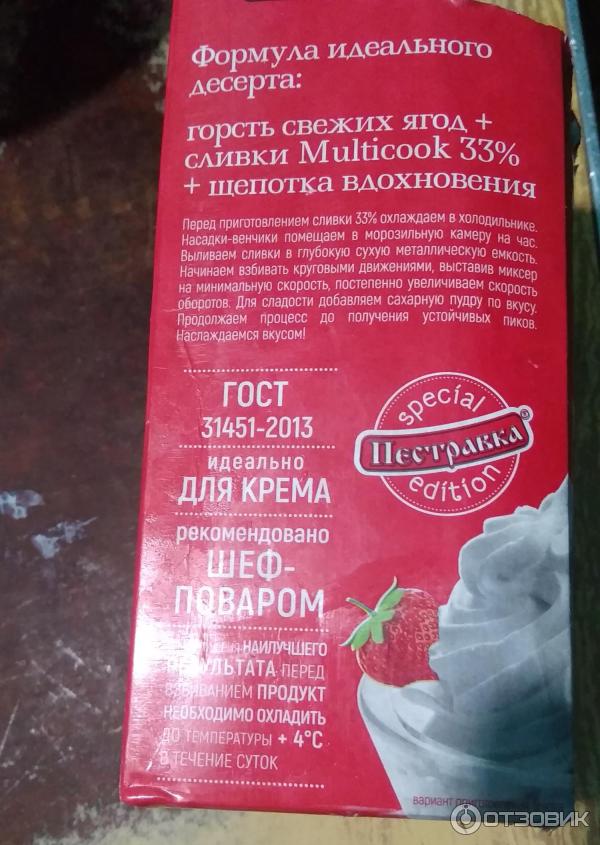 Формула идеального
десерта:
горсть свежих ягод +
сливки Multicook 33%
+ щепотка вдохновения
Перед приготовлением сливки 33% охлаждаем в холодильнике.
Насадки-венчики помещаем в морозильную камеру на час.
Выливаем сливки в глубокую сухую металлическую емкость.
Начинаем взбивать круговыми движениями, выставив миксер
на минимальную скорость, постепенно увеличиваем скорость
оборотов. Для сладости добавляем сахарную пудру по вкусу.
Продолжаем процесс до получения устойчивых пиков.
Наслаждаемся вкусом!
ГОСТ
31451-2013
идеально
ДЛЯ КРЕМА
рекомендовано
ШЕФ-
ПОВАРОМ
НАИЛУЧШЕГО
РЕЗУЛЬТАТА ПЕРЕД
ВЗБИВАНИЕМ ПРОДУКТ
НЕОБХОДИМО ОХЛАДИТЬ
ДО ТЕМПЕРАТУРЫ + 4°С
В ТЕЧЕНИЕ СУТОК
special
Пестравка®
edition
вариант
ОТЗОВИК